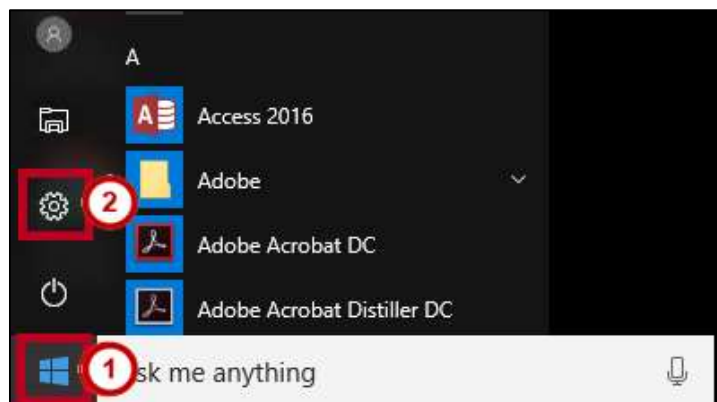 A
Access 2016
Adobe
2
Adobe Acrobat DC
Adobe Acrobat Distiller DC
1
sk me anything